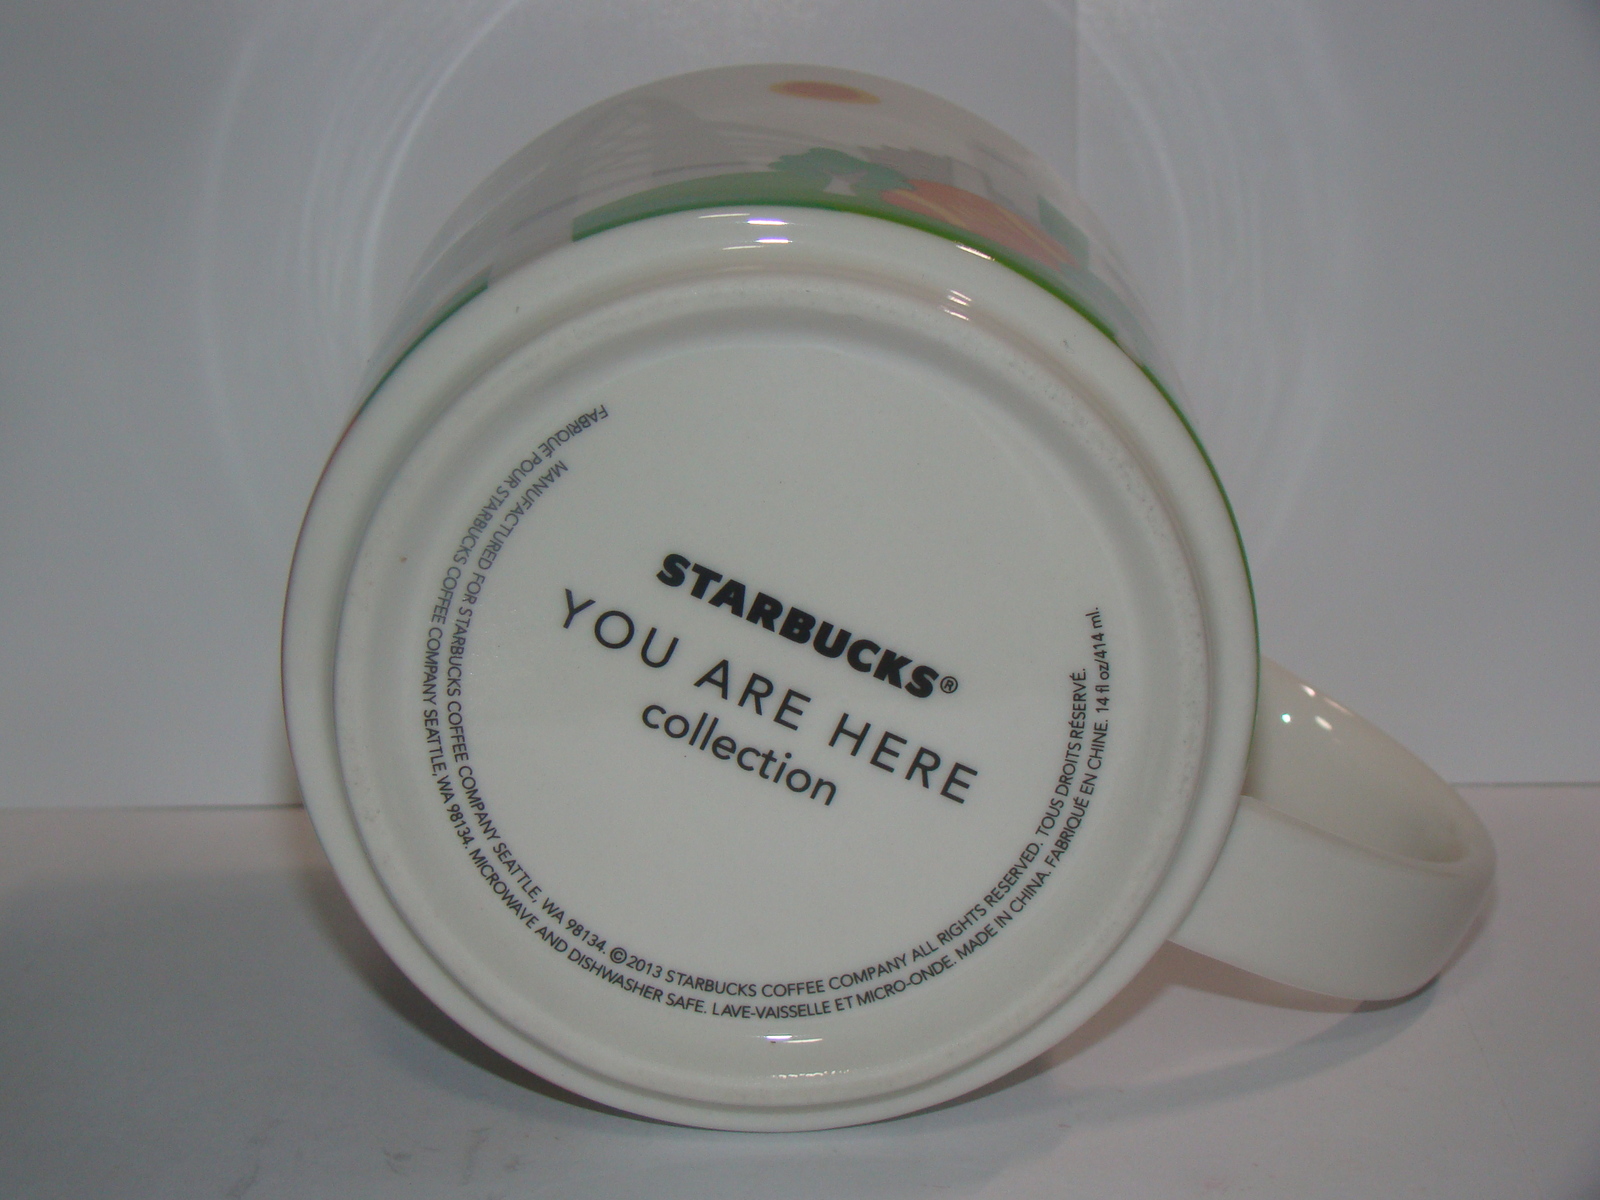 STARBUCKS®
YOU ARE HERE
collection
MANUFACTURED FOR STARBUCKS COFFEE COMPANY SEATTLE, WA 98134. ©2013 STARBUCKS COFFEE COMPANY ALL RIGHTS RESERVED. TOUS DROITS RÉSERVÉ.
FABRIQUÉ POUR STARBUCKS COFFEE COMPANY SEATTLE, WA 98134. MICROWAVE AND DISHWASHER SAFE. LAVE-VAISSELLE ET MICRO-ONDE. MADE IN CHINA. FABRIQUÉ EN CHINE. 14 fl oz/414 ml.